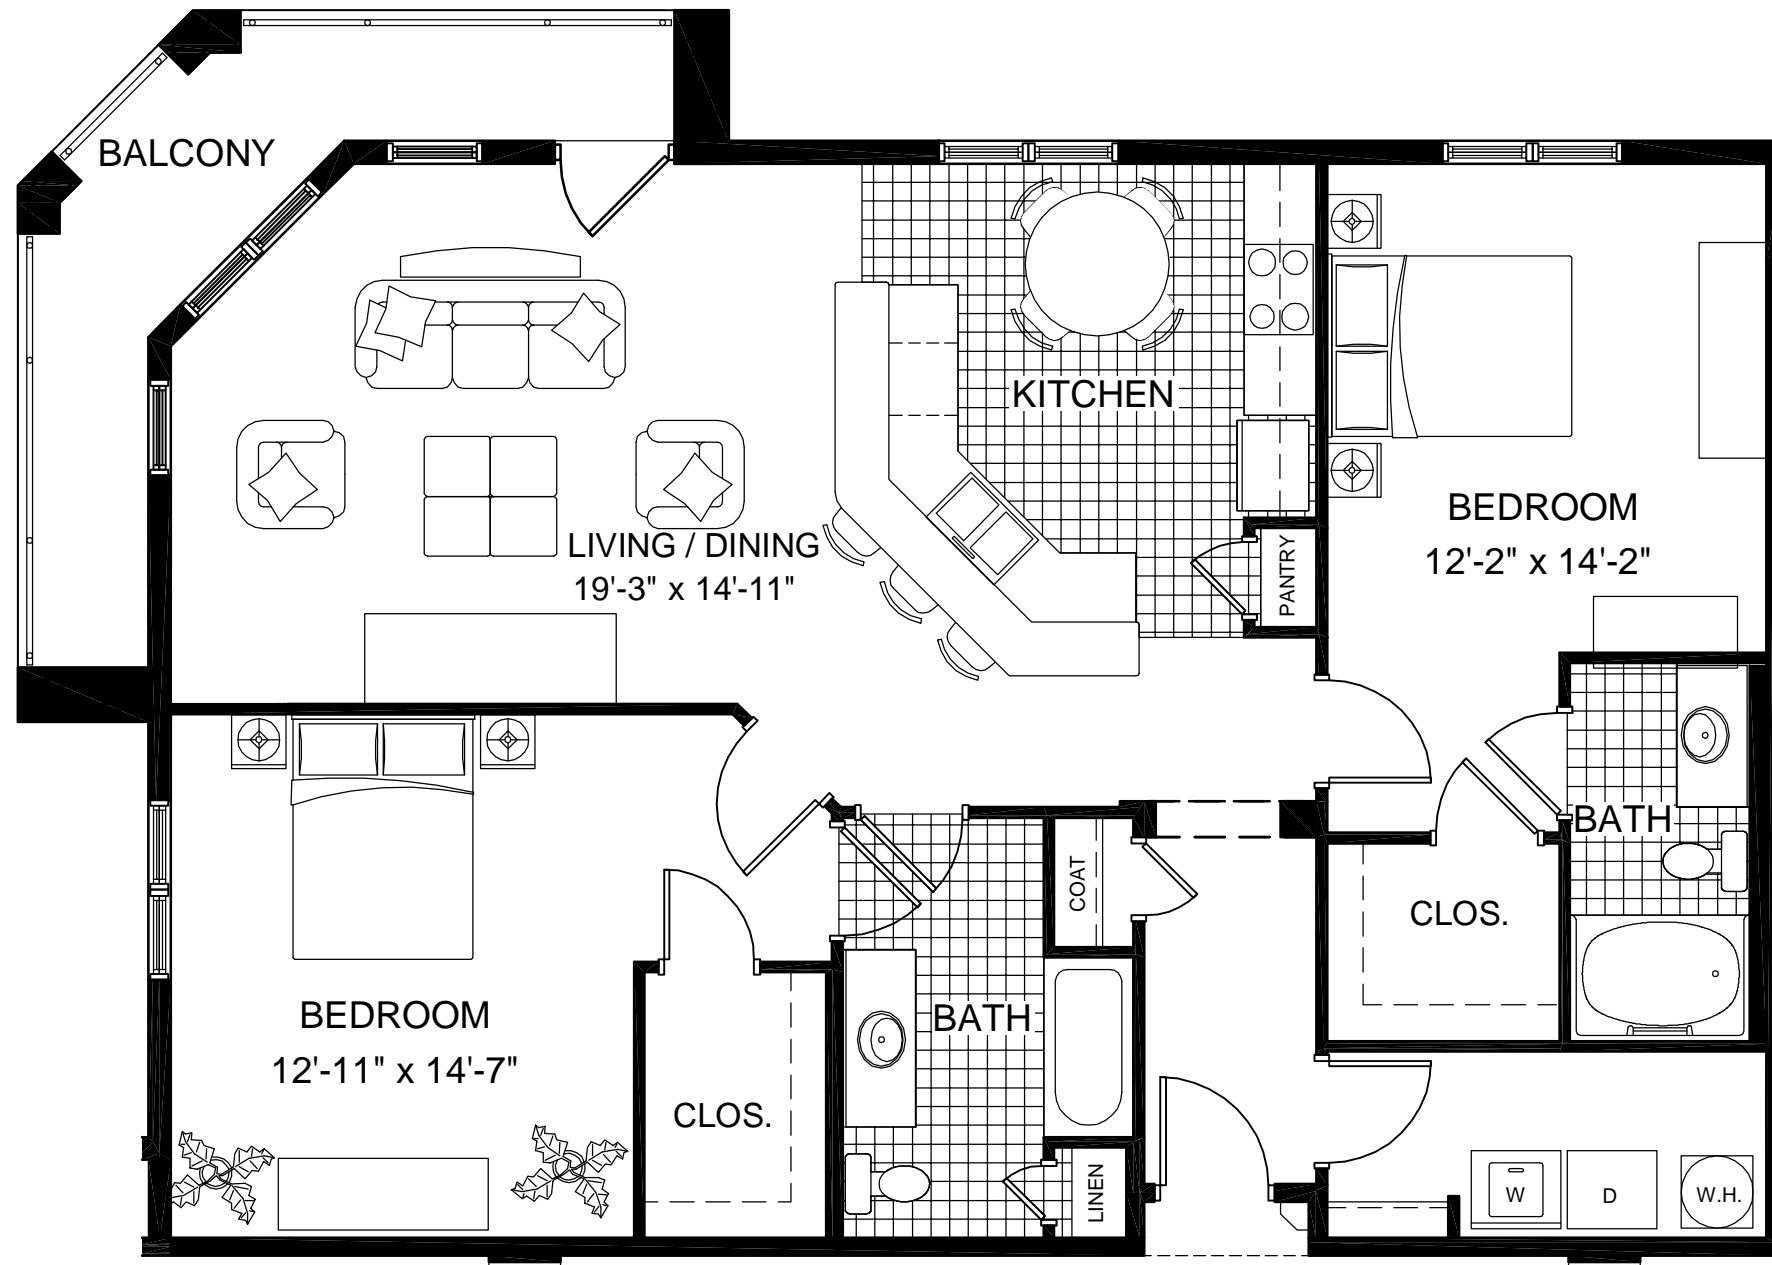 BALCONY
KITCHEN
LIVING / DINING
19'-3" x 14'-11"
PANTRY
BEDROOM
12'-2" x 14'-2"
BATH
COAT
CLOS.
BEDROOM
12'-11" x 14'-7"
BATH
CLOS.
LINEN
W
D
W.H.